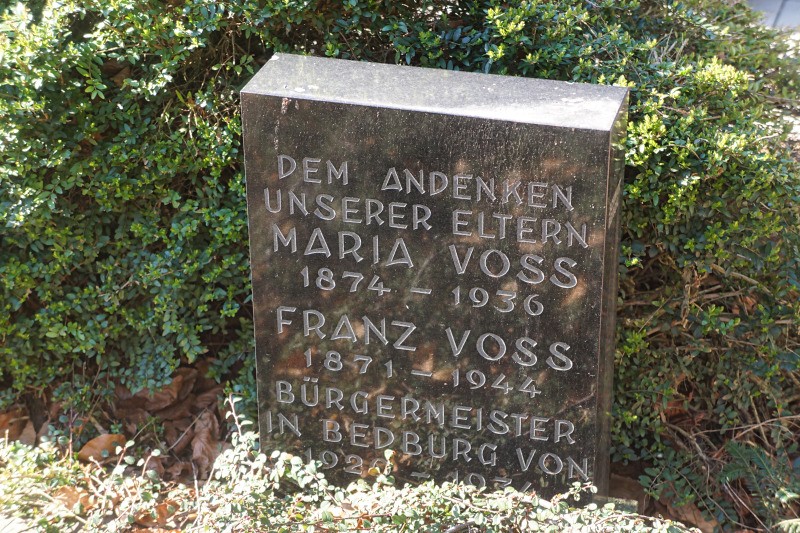 DEM ANDENKEN
UNSERER ELTERN
MARIA VOSS
1874 – 1936
FRANZ VOSS
1871 – 1944
BÜRGERMEISTER
IN BEDBURG VON